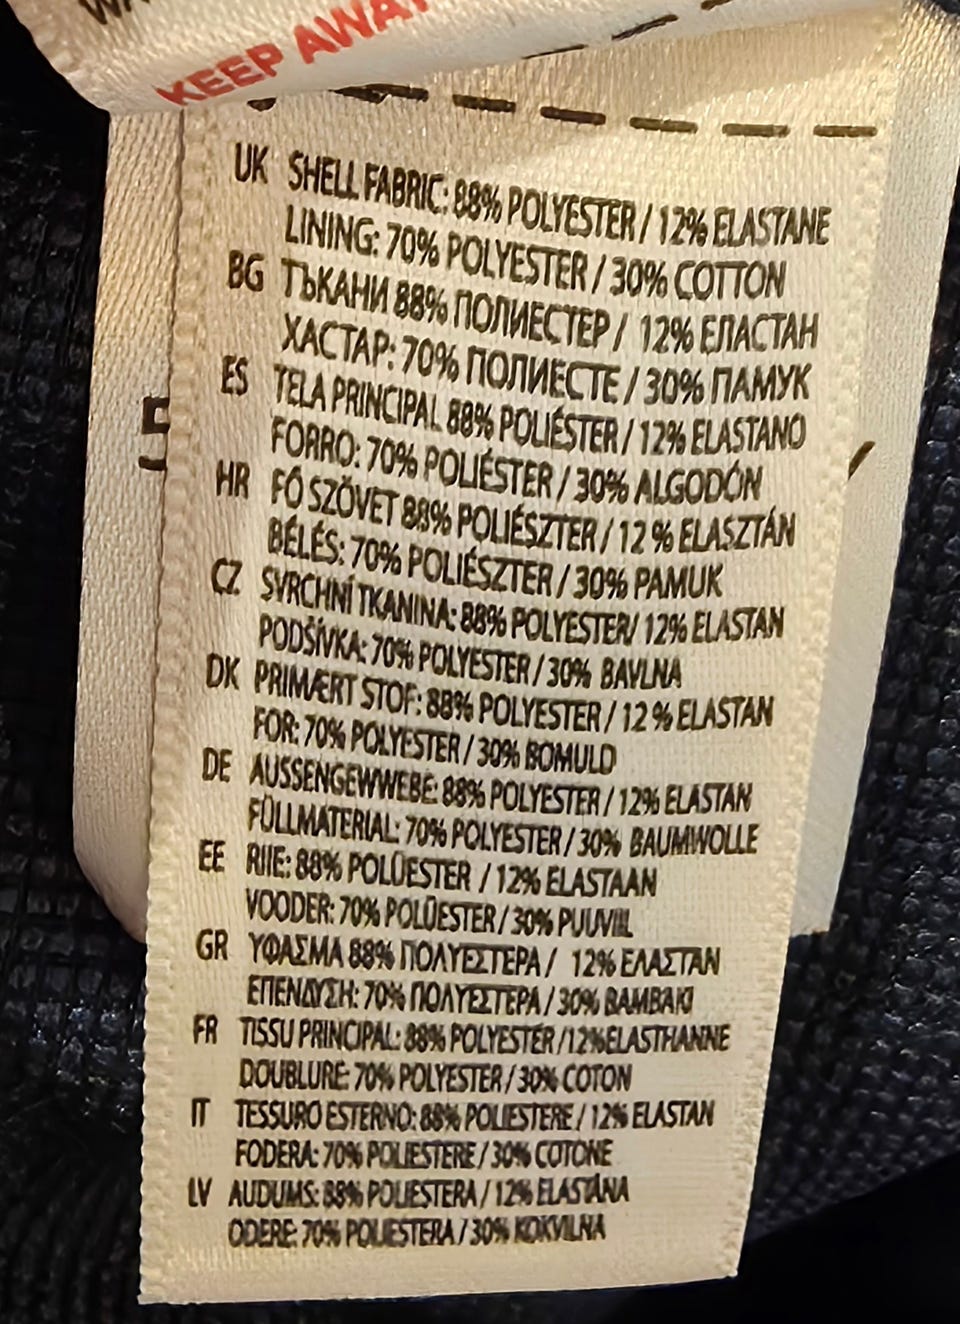 KEEP AWAY
UK SHELL FABRIC: 88% POLYESTER / 12% ELASTANE
LINING: 70% POLYESTER / 30% COTTON
BG ТЪКАНИ 88% ПОЛИЕСТЕР / 12% ЕЛАСТАН
ХАСТАР: 70% ПОЛИЕСТЕ / 30% ПАМУК
ES TELA PRINCIPAL 88% POLIÉSTER / 12% ELASTANO
FORRO: 70% POLIÉSTER / 30% ALGODÓN
HR FŐ SZÖVET 88% POLIÉSZTER / 12 % ELASZTÁN
BÉLÉS: 70% POLIÉSZTER / 30% PAMUK
CZ SVRCHNÍ TKANINA: 88% POLYESTER/ 12% ELASTAN
PODŠÍVKA: 70% POLYESTER / 30% BAVLNA
DK PRIMÆRT STOF: 88% POLYESTER / 12 % ELASTAN
FOR: 70% POLYESTER / 30% BOMULD
DE AUSSENGEWWEBE: 88% POLYESTER / 12% ELASTAN
FÜLLMATERIAL: 70% POLYESTER / 30% BAUMWOLLE
EE RIIE: 88% POLÜESTER / 12% ELASTAAN
VOODER: 70% POLÜESTER / 30% PUUVILL
GR ΥΦΑΣΜΑ 88% ΠΟΛΥΕΣΤΕΡΑ / 12% ΕΛΑΣΤΑΝ
ΕΠΕΝΔΥΣΗ: 70% ΠΟΛΥΕΣΤΕΡΑ / 30% ΒΑΜΒΑΚΙ
FR TISSU PRINCIPAL: 88% POLYESTER /12%ELASTHANNE
DOUBLURE: 70% POLYESTER / 30% COTON
IT TESSURO ESTERNO: 88% POLIESTERE / 12% ELASTAN
FODERA: 70% POLIESTERE / 30% COTONE
LV AUDUMS: 88% POLIESTERA / 12% ELASTĀNA
ODERE: 70% POLIESTERA / 30% KOKVILNA